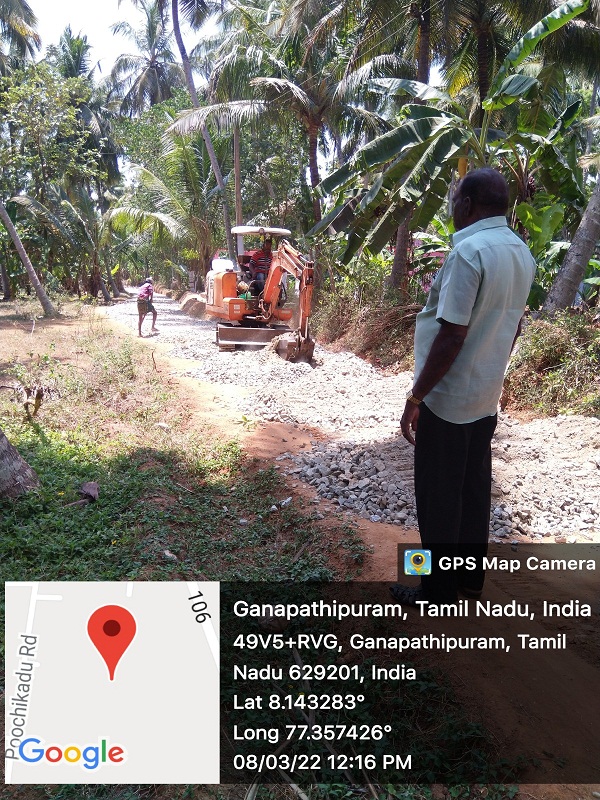 GPS Map Camera
106
Poochikadu Rd
Google
Ganapathipuram, Tamil Nadu, India
49V5+RVG, Ganapathipuram, Tamil
Nadu 629201, India
Lat 8.143283°
Long 77.357426°
08/03/22 12:16 PM